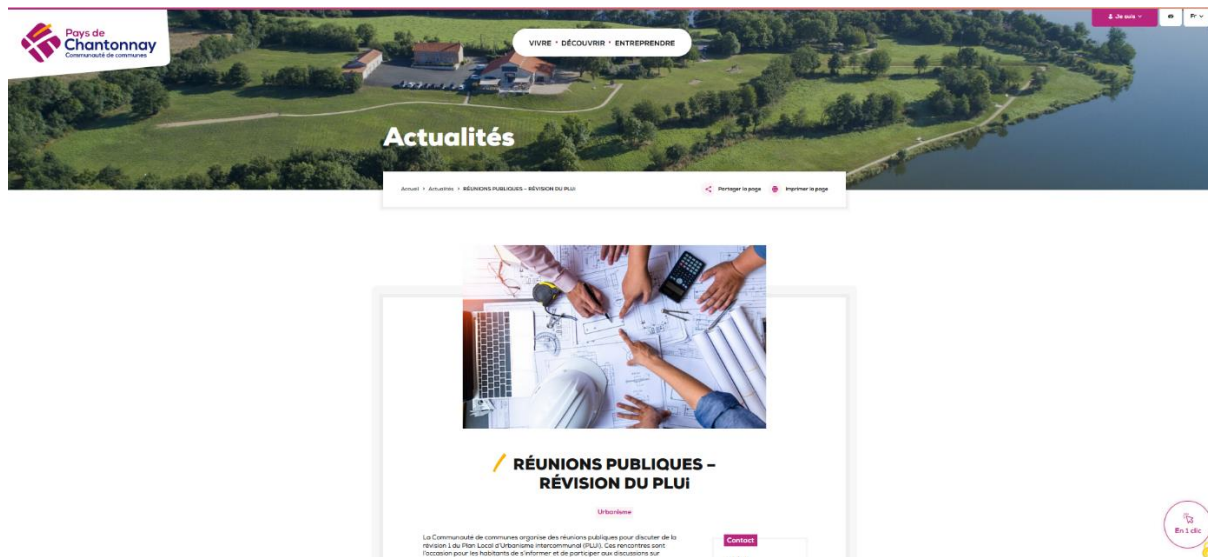 Pays de
Chantonnay
Communauté de communes
Je suis
Fr
VIVRE • DÉCOUVRIR • ENTREPRENDRE
Actualités
Accueil > Actualités > RÉUNIONS PUBLIQUES – RÉVISION DU PLUi
Partager la page
Imprimer la page
RÉUNIONS PUBLIQUES –
RÉVISION DU PLUi
Urbanisme
La Communauté de communes organise des réunions publiques pour discuter de la
révision 1 du Plan Local d'Urbanisme intercommunal (PLUi). Ces rencontres sont
l'occasion pour les habitants de s'informer et de participer aux discussions sur
Contact
En 1 clic